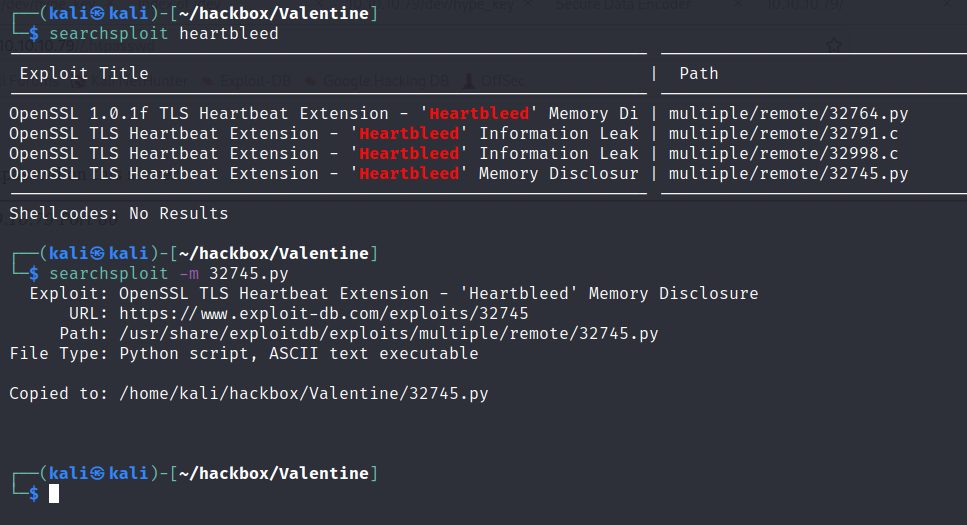 ┌──(kali㉿kali)-[~/hackbox/Valentine]
└─$ searchsploit heartbleed
Exploit Title | Path
OpenSSL 1.0.1f TLS Heartbeat Extension - 'Heartbleed' Memory Di | multiple/remote/32764.py
OpenSSL TLS Heartbeat Extension - 'Heartbleed' Information Leak | multiple/remote/32791.c
OpenSSL TLS Heartbeat Extension - 'Heartbleed' Information Leak | multiple/remote/32998.c
OpenSSL TLS Heartbeat Extension - 'Heartbleed' Memory Disclosur | multiple/remote/32745.py
Shellcodes: No Results
┌──(kali㉿kali)-[~/hackbox/Valentine]
└─$ searchsploit -m 32745.py
Exploit: OpenSSL TLS Heartbeat Extension - 'Heartbleed' Memory Disclosure
URL: https://www.exploit-db.com/exploits/32745
Path: /usr/share/exploitdb/exploits/multiple/remote/32745.py
File Type: Python script, ASCII text executable
Copied to: /home/kali/hackbox/Valentine/32745.py
┌──(kali㉿kali)-[~/hackbox/Valentine]
└─$